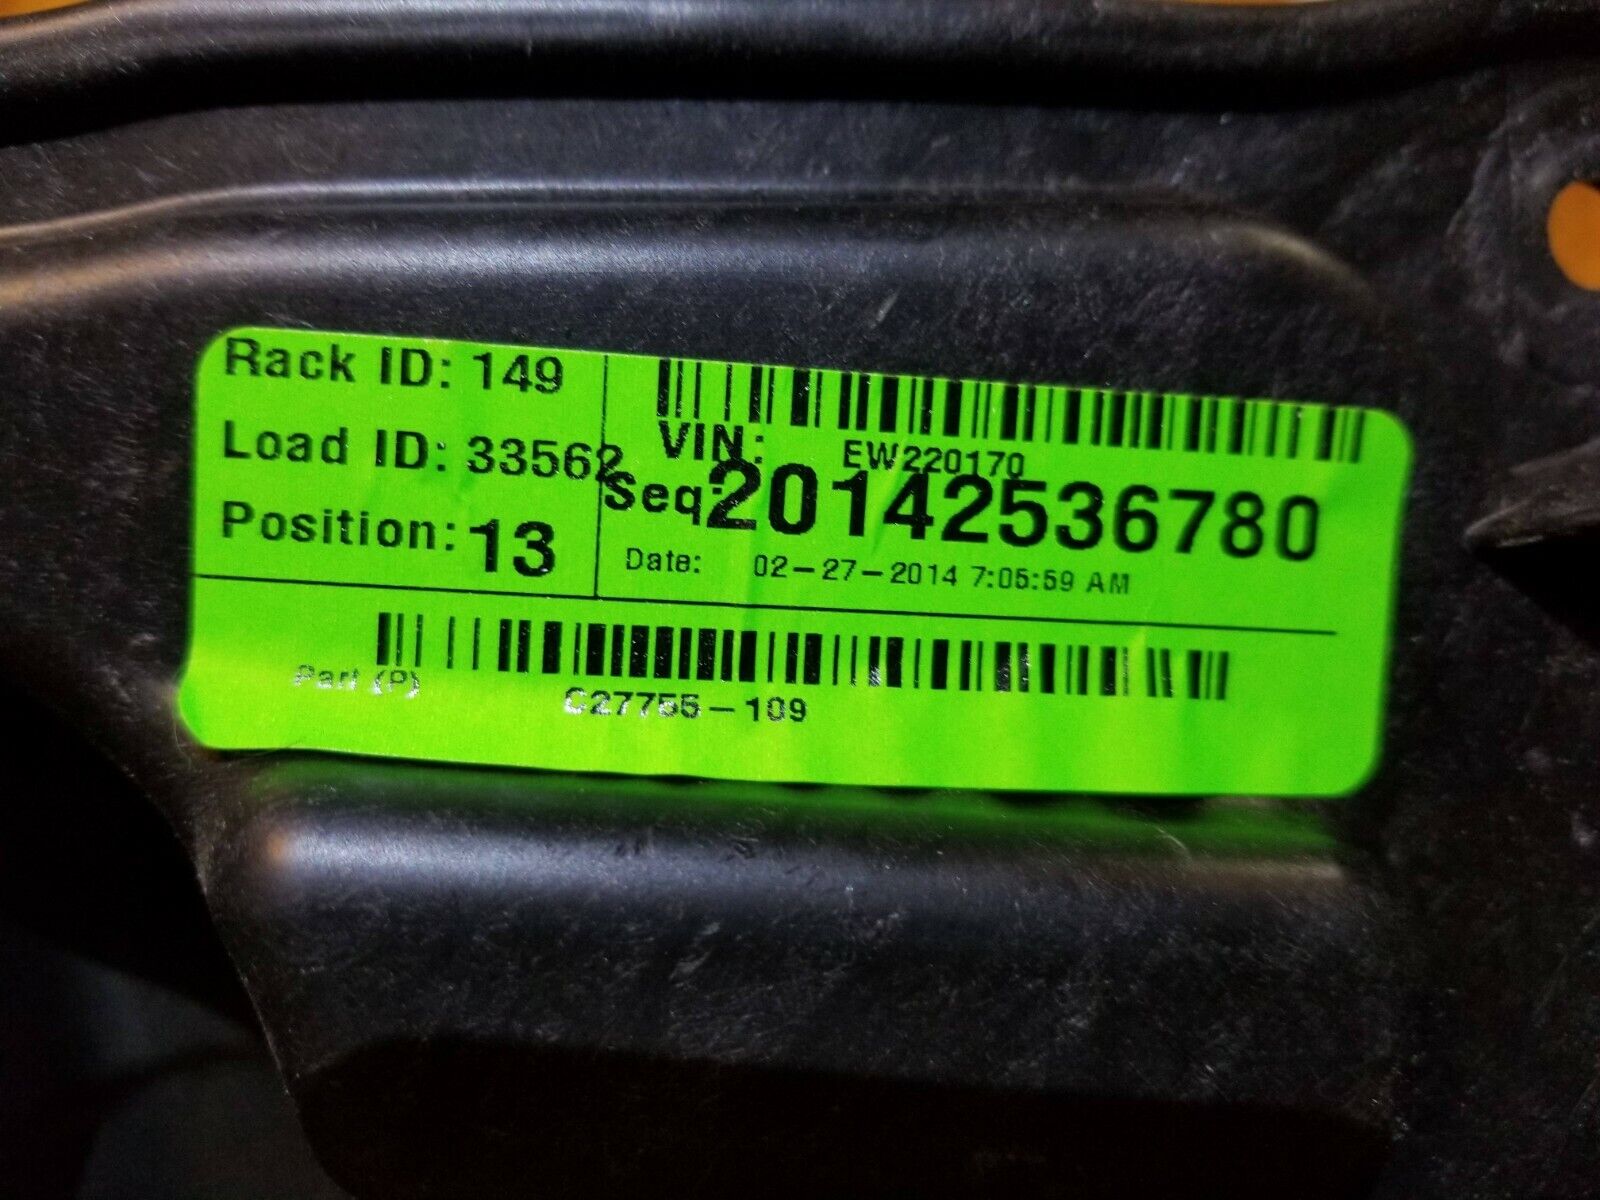 Rack ID: 149
Load ID: 33562
Position: 13
VIN: EW220170
Seq: 20142536780
Date: 02-27-2014 7:05:59 AM
Part (P) C27755-109